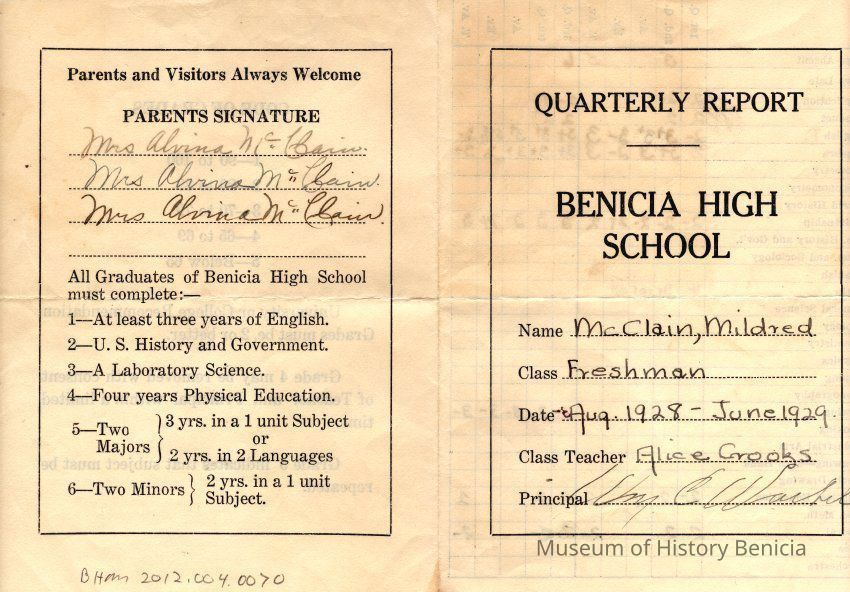 Parents and Visitors Always Welcome
PARENTS SIGNATURE
Mrs Alvina McClain.
Mrs Alvina McClain.
Mrs Alvina McClain.
All Graduates of Benicia High School
must complete:—
1—At least three years of English.
2—U. S. History and Government.
3—A Laboratory Science.
4—Four years Physical Education.
5—Two Majors } 3 yrs. in a 1 unit Subject
or
2 yrs. in 2 Languages
6—Two Minors } 2 yrs. in a 1 unit
Subject.
BHM 2012.004.0070
QUARTERLY REPORT
BENICIA HIGH
SCHOOL
Name McClain, Mildred
Class Freshman
Date Aug. 1928 - June 1929
Class Teacher Alice Crooks.
Principal
Museum of History Benicia